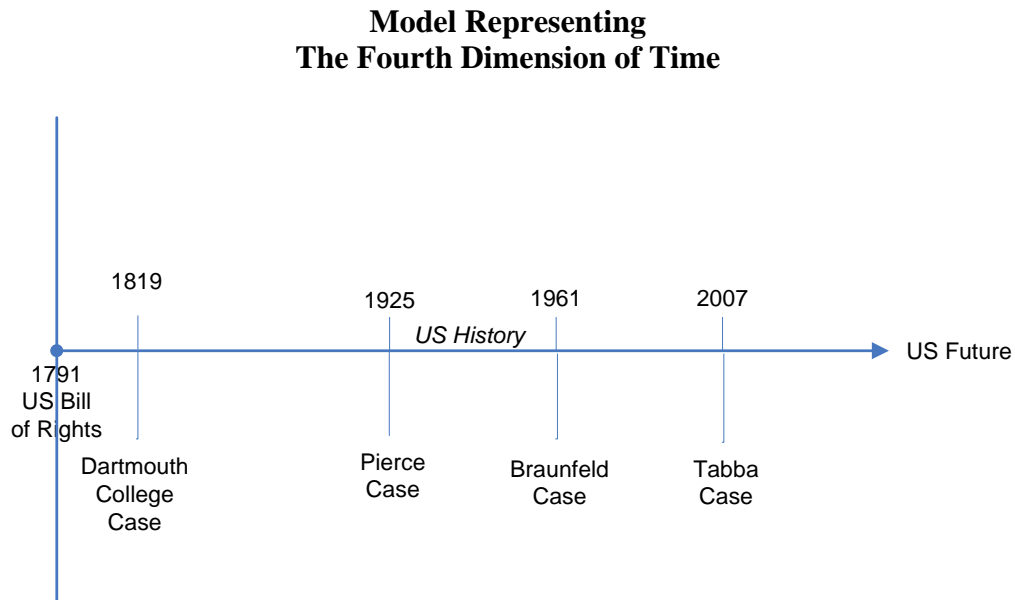 Model Representing
The Fourth Dimension of Time
1819
1925
1961
2007
US History
US Future
1791
US Bill
of Rights
Dartmouth
College
Case
Pierce
Case
Braunfeld
Case
Tabba
Case